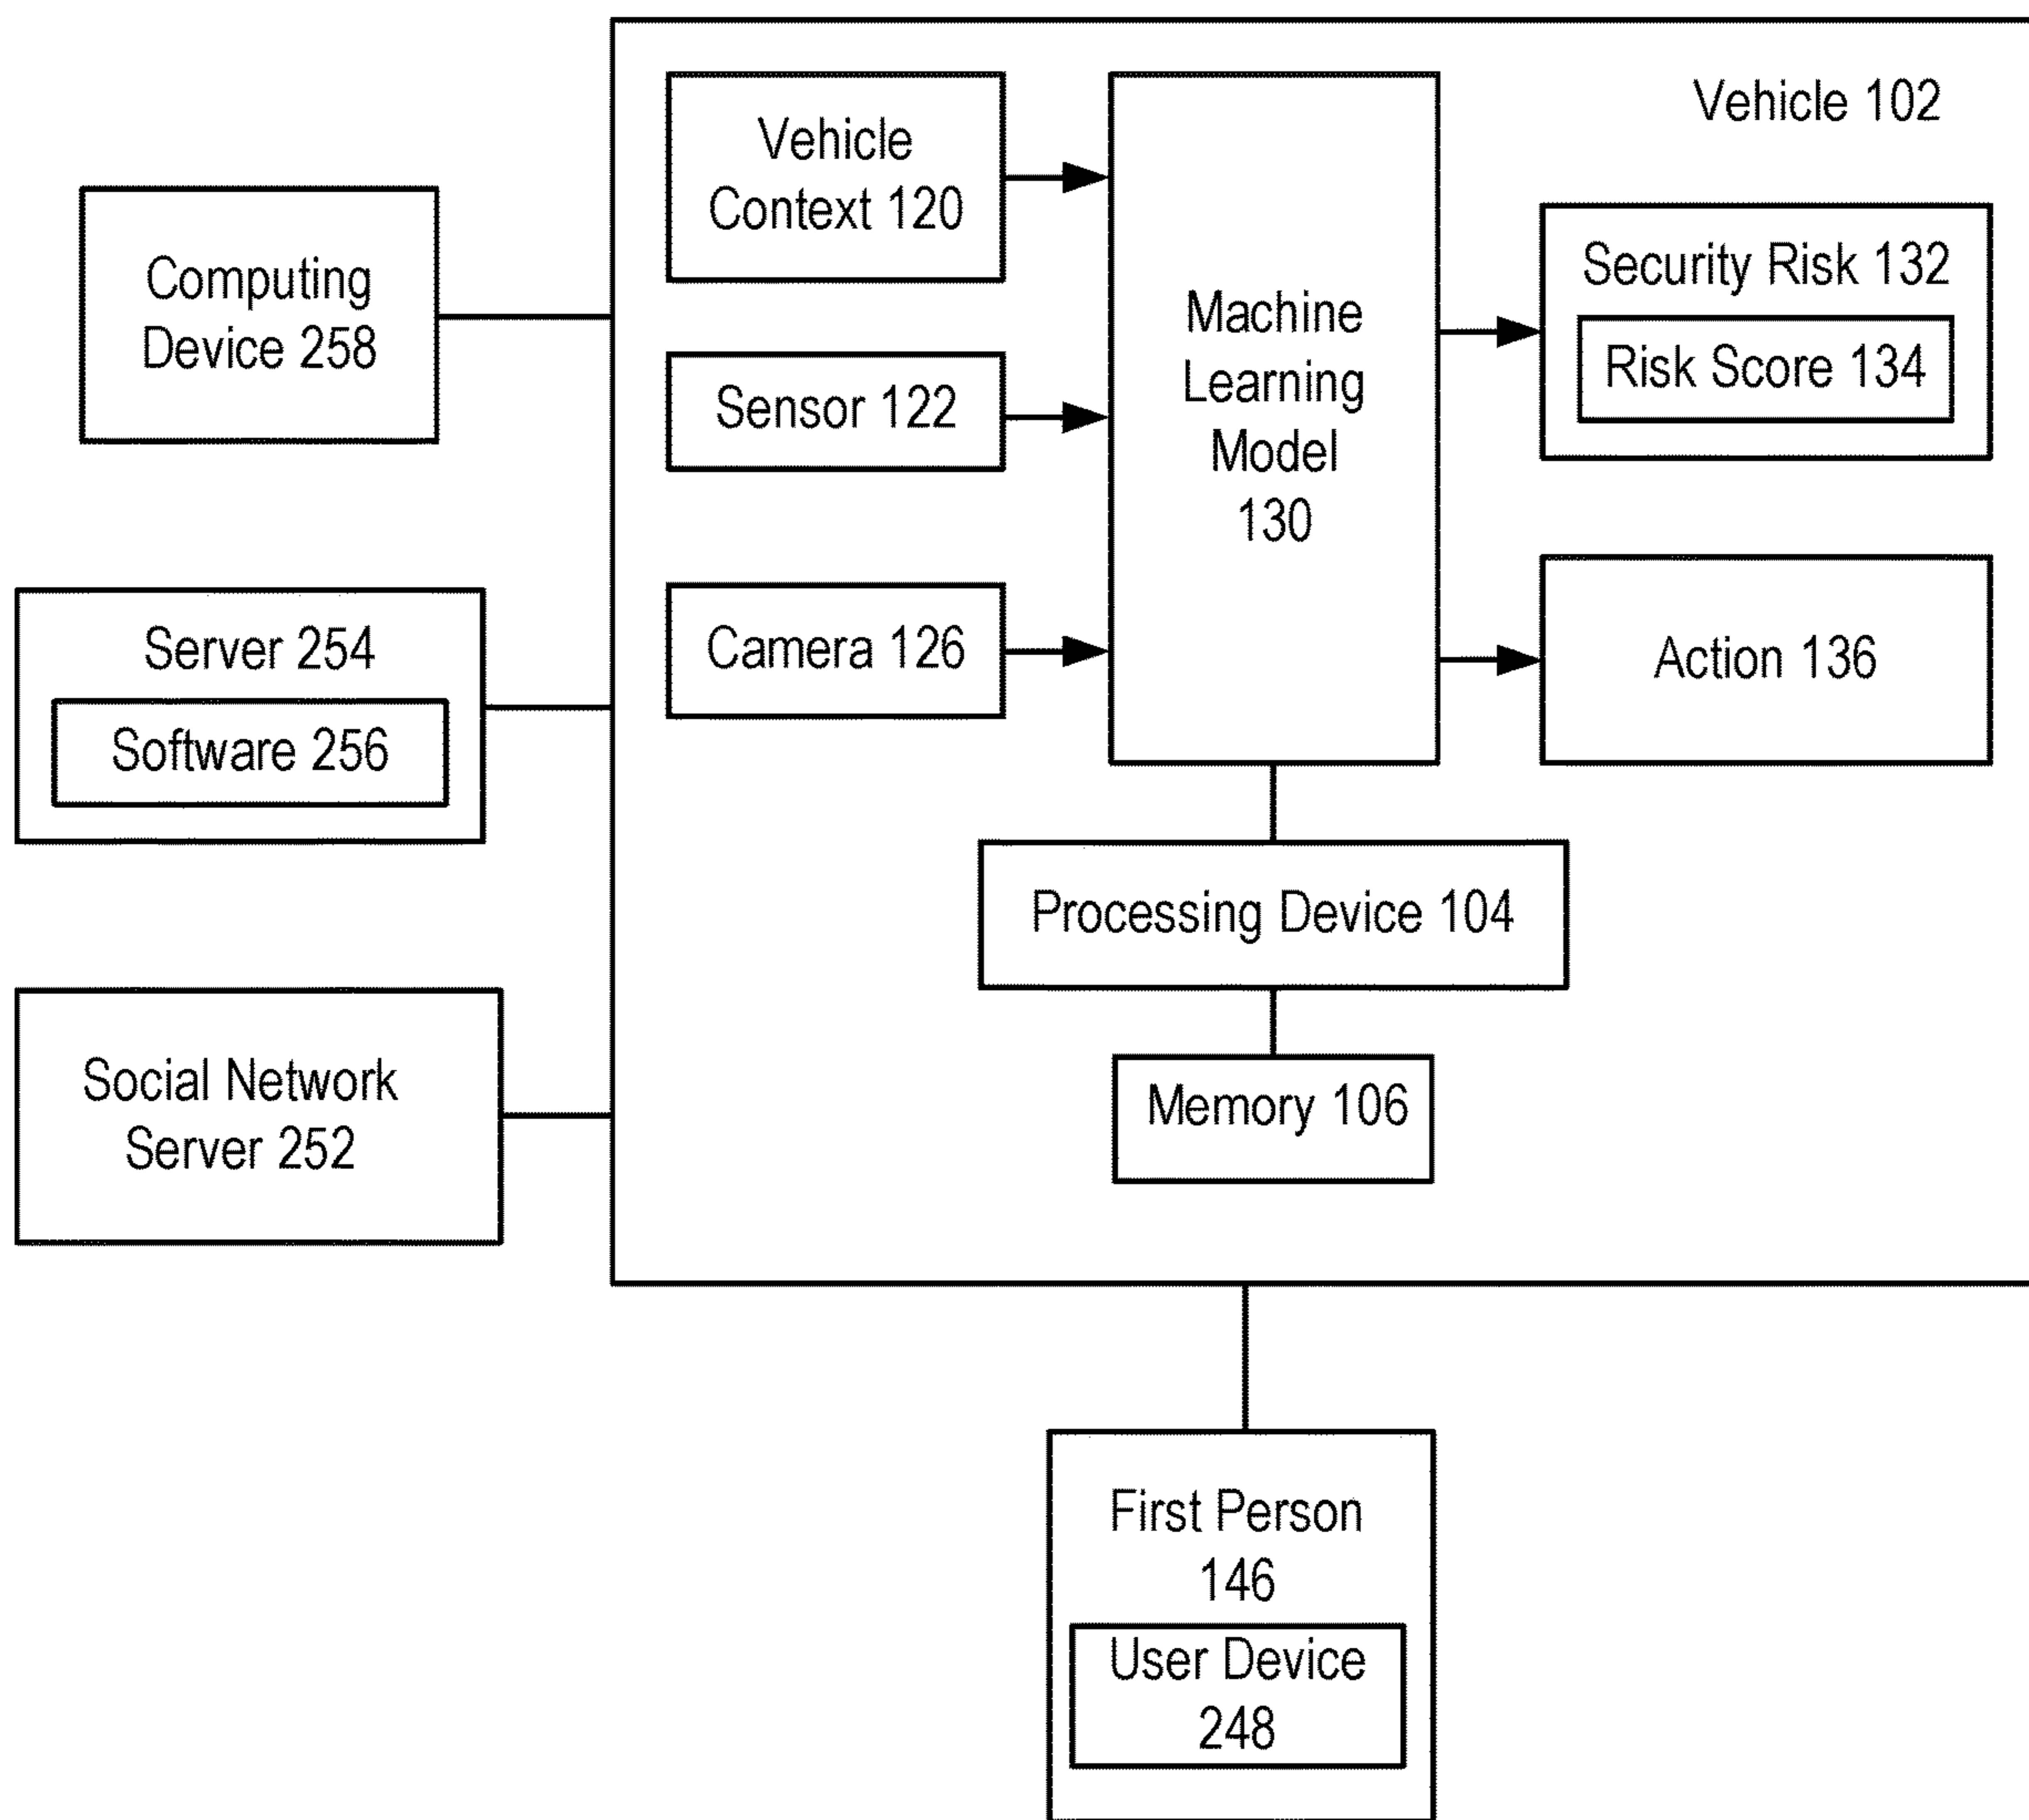 Vehicle 102
Vehicle
Context 120
Sensor 122
Camera 126
Machine
Learning
Model
130
Security Risk 132
Risk Score 134
Action 136
Processing Device 104
Memory 106
Computing
Device 258
Server 254
Software 256
Social Network
Server 252
First Person
146
User Device
248